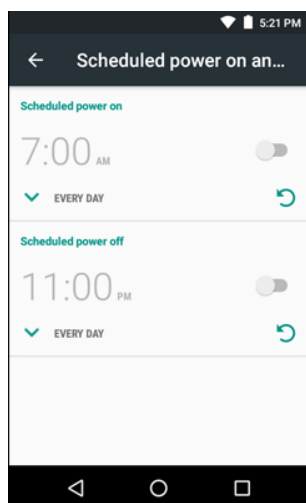 5:21 PM
Scheduled power on an...
Scheduled power on
7:00 AM
EVERY DAY
Scheduled power off
11:00 PM
EVERY DAY